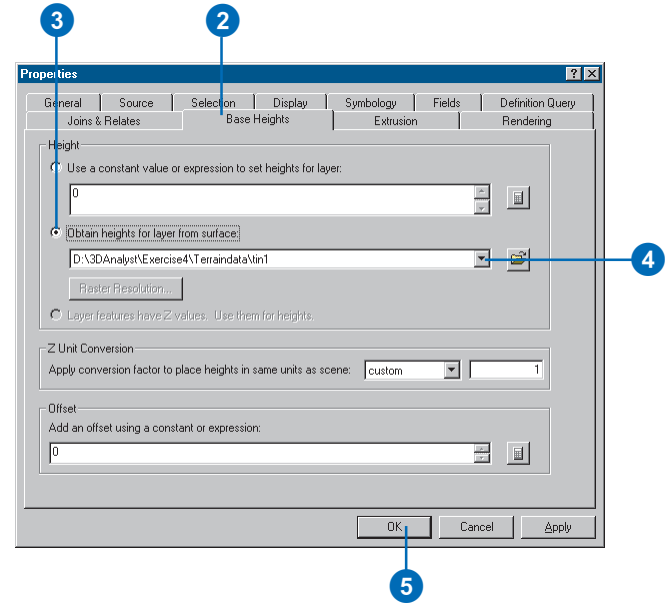 3
2
Properties
General Source Selection Display Symbology Fields Definition Query
Joins & Relates Base Heights Extrusion Rendering
Height
Use a constant value or expression to set heights for layer:
0
Obtain heights for layer from surface:
D:\3DAnalyst\Exercise4\Terraindata\tin1
4
Raster Resolution...
Layer features have Z values. Use them for heights.
Z Unit Conversion
Apply conversion factor to place heights in same units as scene: custom 1
Offset
Add an offset using a constant or expression:
0
OK Cancel Apply
5